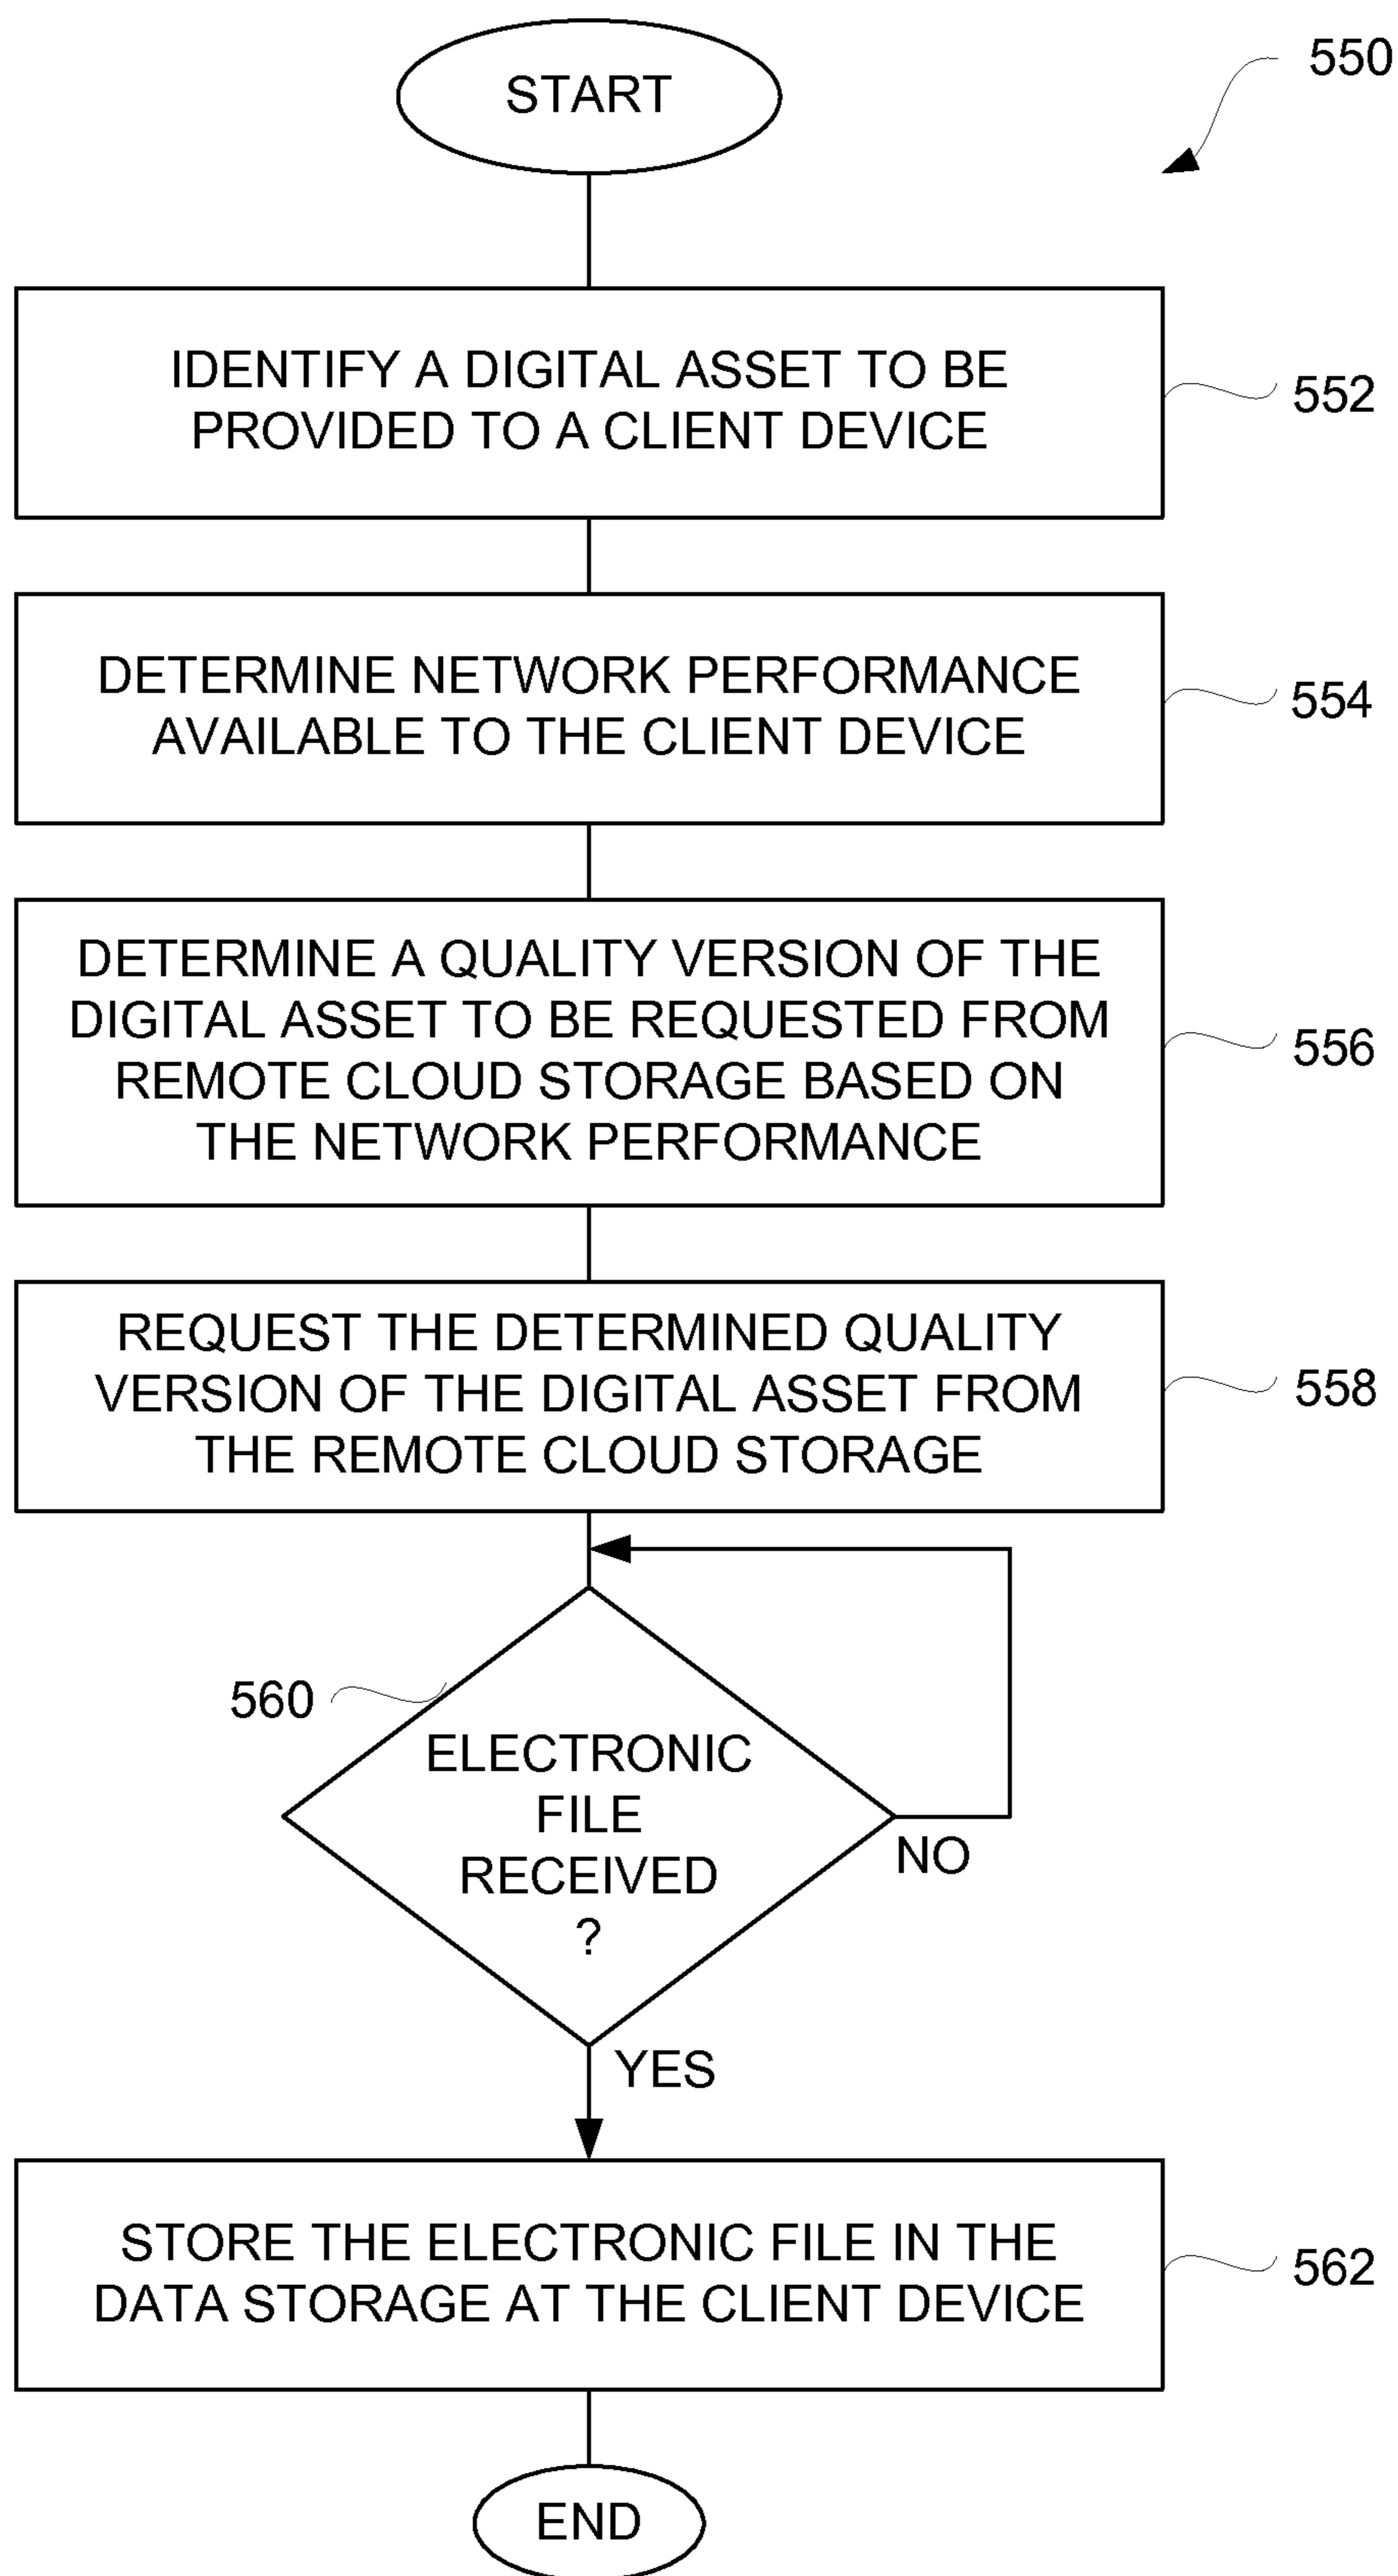 START
550
IDENTIFY A DIGITAL ASSET TO BE
PROVIDED TO A CLIENT DEVICE
552
DETERMINE NETWORK PERFORMANCE
AVAILABLE TO THE CLIENT DEVICE
554
DETERMINE A QUALITY VERSION OF THE
DIGITAL ASSET TO BE REQUESTED FROM
REMOTE CLOUD STORAGE BASED ON
THE NETWORK PERFORMANCE
556
REQUEST THE DETERMINED QUALITY
VERSION OF THE DIGITAL ASSET FROM
THE REMOTE CLOUD STORAGE
558
560
ELECTRONIC
FILE
RECEIVED
?
NO
YES
STORE THE ELECTRONIC FILE IN THE
DATA STORAGE AT THE CLIENT DEVICE
562
END